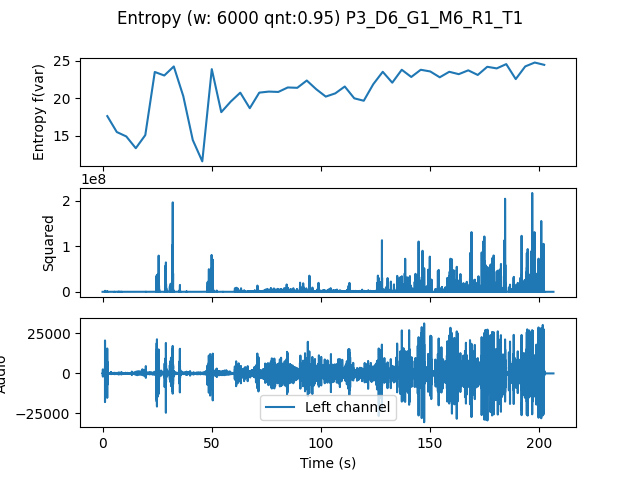 Entropy (w: 6000 qnt:0.95) P3_D6_G1_M6_R1_T1
Entropy f(var)
25
20
15
1e8
Squared
2
1
0
Audio
25000
0
−25000
Left channel
0
50
100
150
200
Time (s)